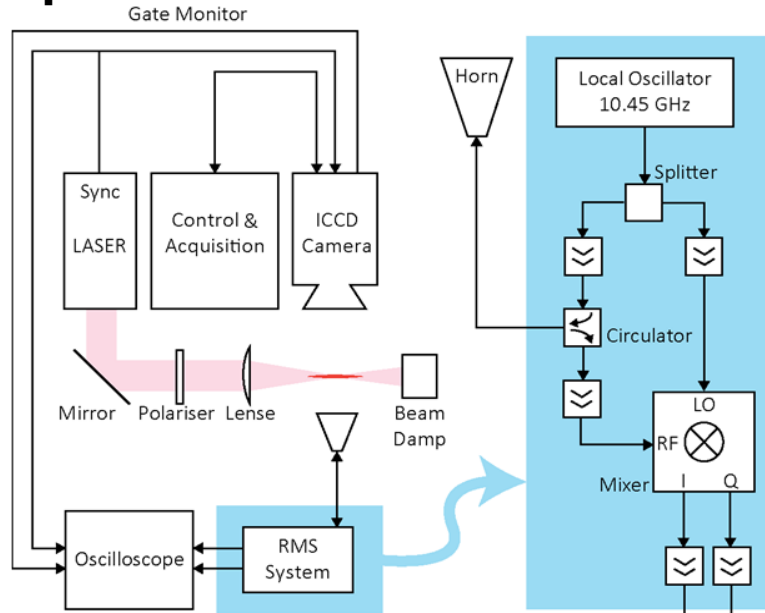 Gate Monitor
Sync
LASER
Control &
Acquisition
ICCD
Camera
Horn
Local Oscillator
10.45 GHz
Splitter
Circulator
Mirror
Polariser
Lense
Beam
Damp
LO
RF
Mixer
I
Q
Oscilloscope
RMS
System